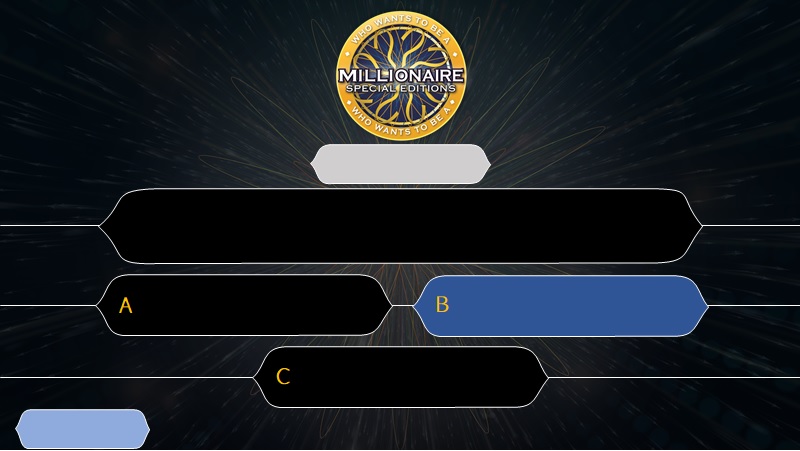 WHO WANTS TO BE A
MILLIONAIRE
SPECIAL EDITIONS
WHO WANTS TO BE A
A
B
C